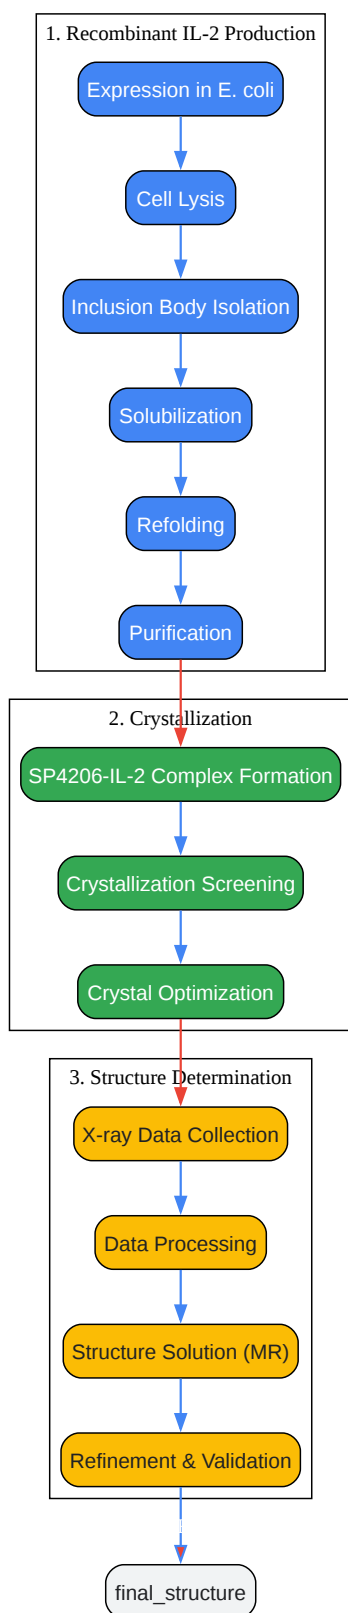 1. Recombinant IL-2 Production
Expression in E. coli
Cell Lysis
Inclusion Body Isolation
Solubilization
Refolding
Purification
2. Crystallization
SP4206-IL-2 Complex Formation
Crystallization Screening
Crystal Optimization
3. Structure Determination
X-ray Data Collection
Data Processing
Structure Solution (MR)
Refinement & Validation
final_structure